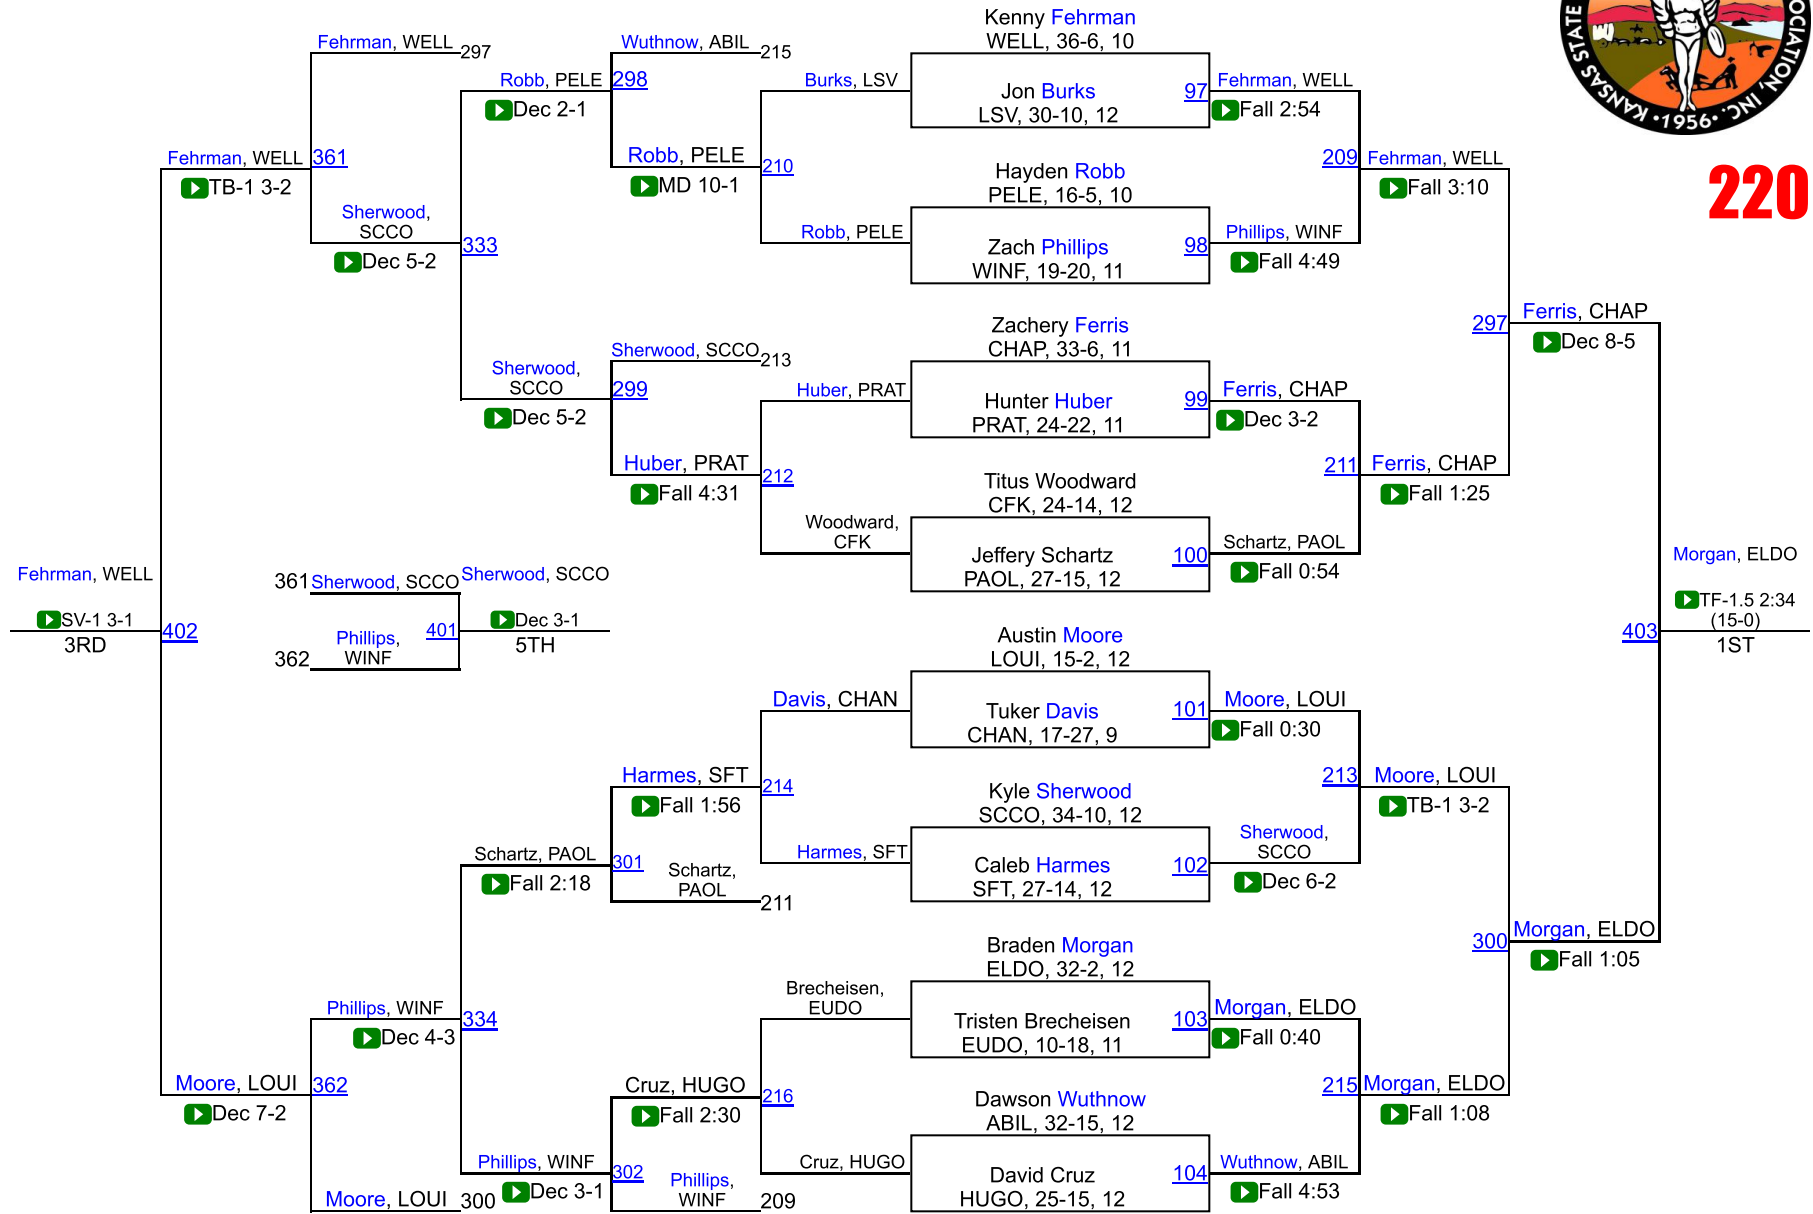 Kenny Fehrman
WELL, 36-6, 10
Jon Burks
LSV, 30-10, 12
97
Hayden Robb
PELE, 16-5, 10
Zach Phillips
WINF, 19-20, 11
98
Zachery Ferris
CHAP, 33-6, 11
Hunter Huber
PRAT, 24-22, 11
99
Titus Woodward
CFK, 24-14, 12
Jeffery Schartz
PAOL, 27-15, 12
100
Austin Moore
LOUI, 15-2, 12
Tuker Davis
CHAN, 17-27, 9
101
Kyle Sherwood
SCCO, 34-10, 12
Caleb Harmes
SFT, 27-14, 12
102
Braden Morgan
ELDO, 32-2, 12
Tristen Brecheisen
EUDO, 10-18, 11
103
Dawson Wuthnow
ABIL, 32-15, 12
David Cruz
HUGO, 25-15, 12
104
Fehrman, WELL
Fall 2:54
Phillips, WINF
Fall 4:49
Ferris, CHAP
Dec 3-2
Schartz, PAOL
Fall 0:54
Moore, LOUI
Fall 0:30
Sherwood,
SCCO
Dec 6-2
Morgan, ELDO
Fall 0:40
Wuthnow, ABIL
Fall 4:53
209
Fehrman, WELL
Fall 3:10
211
Ferris, CHAP
Fall 1:25
213
Moore, LOUI
TB-1 3-2
215
Morgan, ELDO
Fall 1:08
297
Ferris, CHAP
Dec 8-5
300
Morgan, ELDO
Fall 1:05
403
Morgan, ELDO
TF-1.5 2:34
(15-0)
1ST
Burks, LSV
Robb, PELE
Huber, PRAT
Woodward,
CFK
Davis, CHAN
Harmes, SFT
Brecheisen,
EUDO
Cruz, HUGO
Wuthnow, ABIL
215
Robb, PELE
210
MD 10-1
Sherwood, SCCO
213
Huber, PRAT
212
Fall 4:31
Harmes, SFT
214
Fall 1:56
Schartz,
PAOL
211
Cruz, HUGO
216
Fall 2:30
Phillips,
WINF
209
Robb, PELE
298
Dec 2-1
Sherwood,
SCCO
299
Dec 5-2
Schartz, PAOL
301
Fall 2:18
Phillips, WINF
302
Dec 3-1
Fehrman, WELL
297
Sherwood,
SCCO
333
Dec 5-2
Phillips, WINF
334
Dec 4-3
Moore, LOUI
300
Fehrman, WELL
361
TB-1 3-2
Moore, LOUI
362
Dec 7-2
Fehrman, WELL
402
SV-1 3-1
3RD
361
Sherwood, SCCO
362
Phillips,
WINF
401
Sherwood, SCCO
Dec 3-1
5TH
220
KANSAS STATE
OCIATION, INC.
•1956•